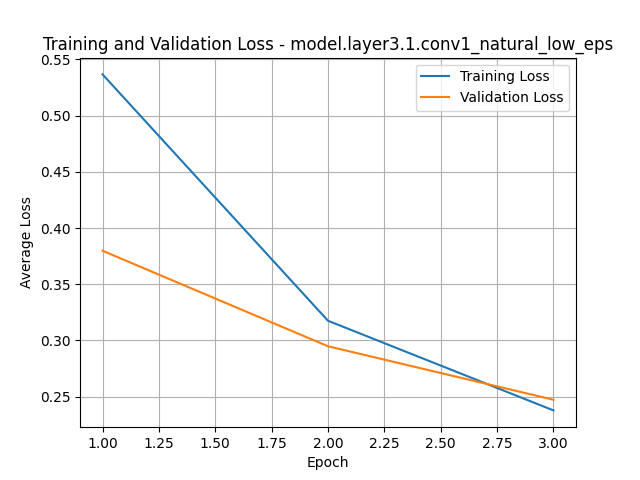 Training and Validation Loss - model.layer3.1.conv1_natural_low_eps
Training Loss
Validation Loss
Average Loss
0.55
0.50
0.45
0.40
0.35
0.30
0.25
1.00 1.25 1.50 1.75 2.00 2.25 2.50 2.75 3.00
Epoch